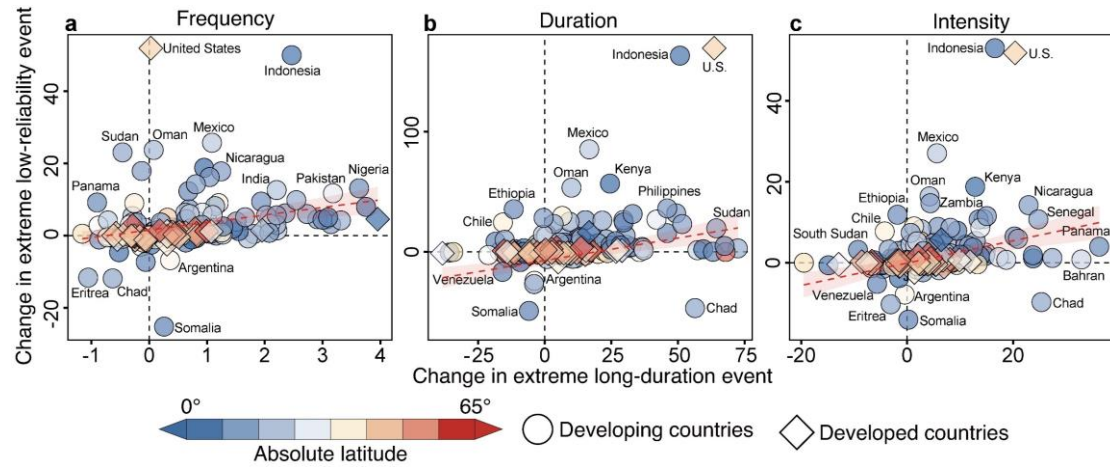 a Frequency
b Duration
c Intensity
Change in extreme low-reliability event
40
20
0
-20
United States
Indonesia
Sudan
Oman
Mexico
Nicaragua
India
Pakistan
Nigeria
Panama
Argentina
Eritrea
Chad
Somalia
-1 0 1 2 3 4
100
0
Indonesia
U.S.
Mexico
Oman
Kenya
Ethiopia
Philippines
Chile
Sudan
Venezuela
Argentina
Somalia
Chad
-25 0 25 50 75
40
20
0
Indonesia
U.S.
Mexico
Oman
Kenya
Ethiopia
Zambia
Nicaragua
Chile
Senegal
South Sudan
Panama
Venezuela
Argentina
Bahran
Eritrea
Somalia
Chad
-20 0 20
Change in extreme long-duration event
0° 65°
Absolute latitude
Developing countries
Developed countries